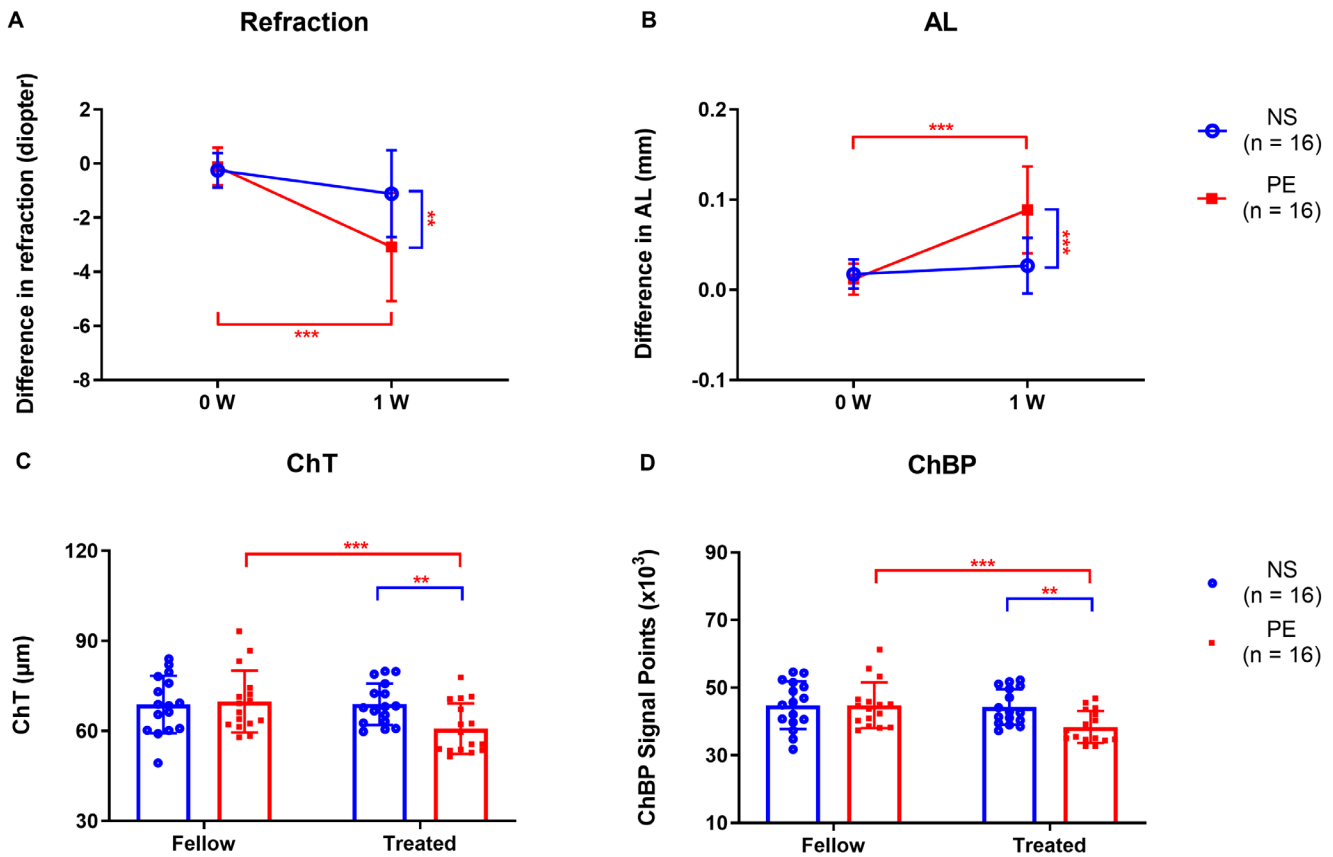 A
Refraction
Difference in refraction (diopter)
2
0
-2
-4
-6
-8
**
***
0 W
1 W
B
AL
Difference in AL (mm)
0.2
0.1
0.0
-0.1
***
***
0 W
1 W
NS
(n = 16)
PE
(n = 16)
C
ChT
ChT (μm)
120
90
60
30
***
**
Fellow
Treated
D
ChBP
ChBP Signal Points (x10³)
90
70
50
30
10
***
**
Fellow
Treated
NS
(n = 16)
PE
(n = 16)